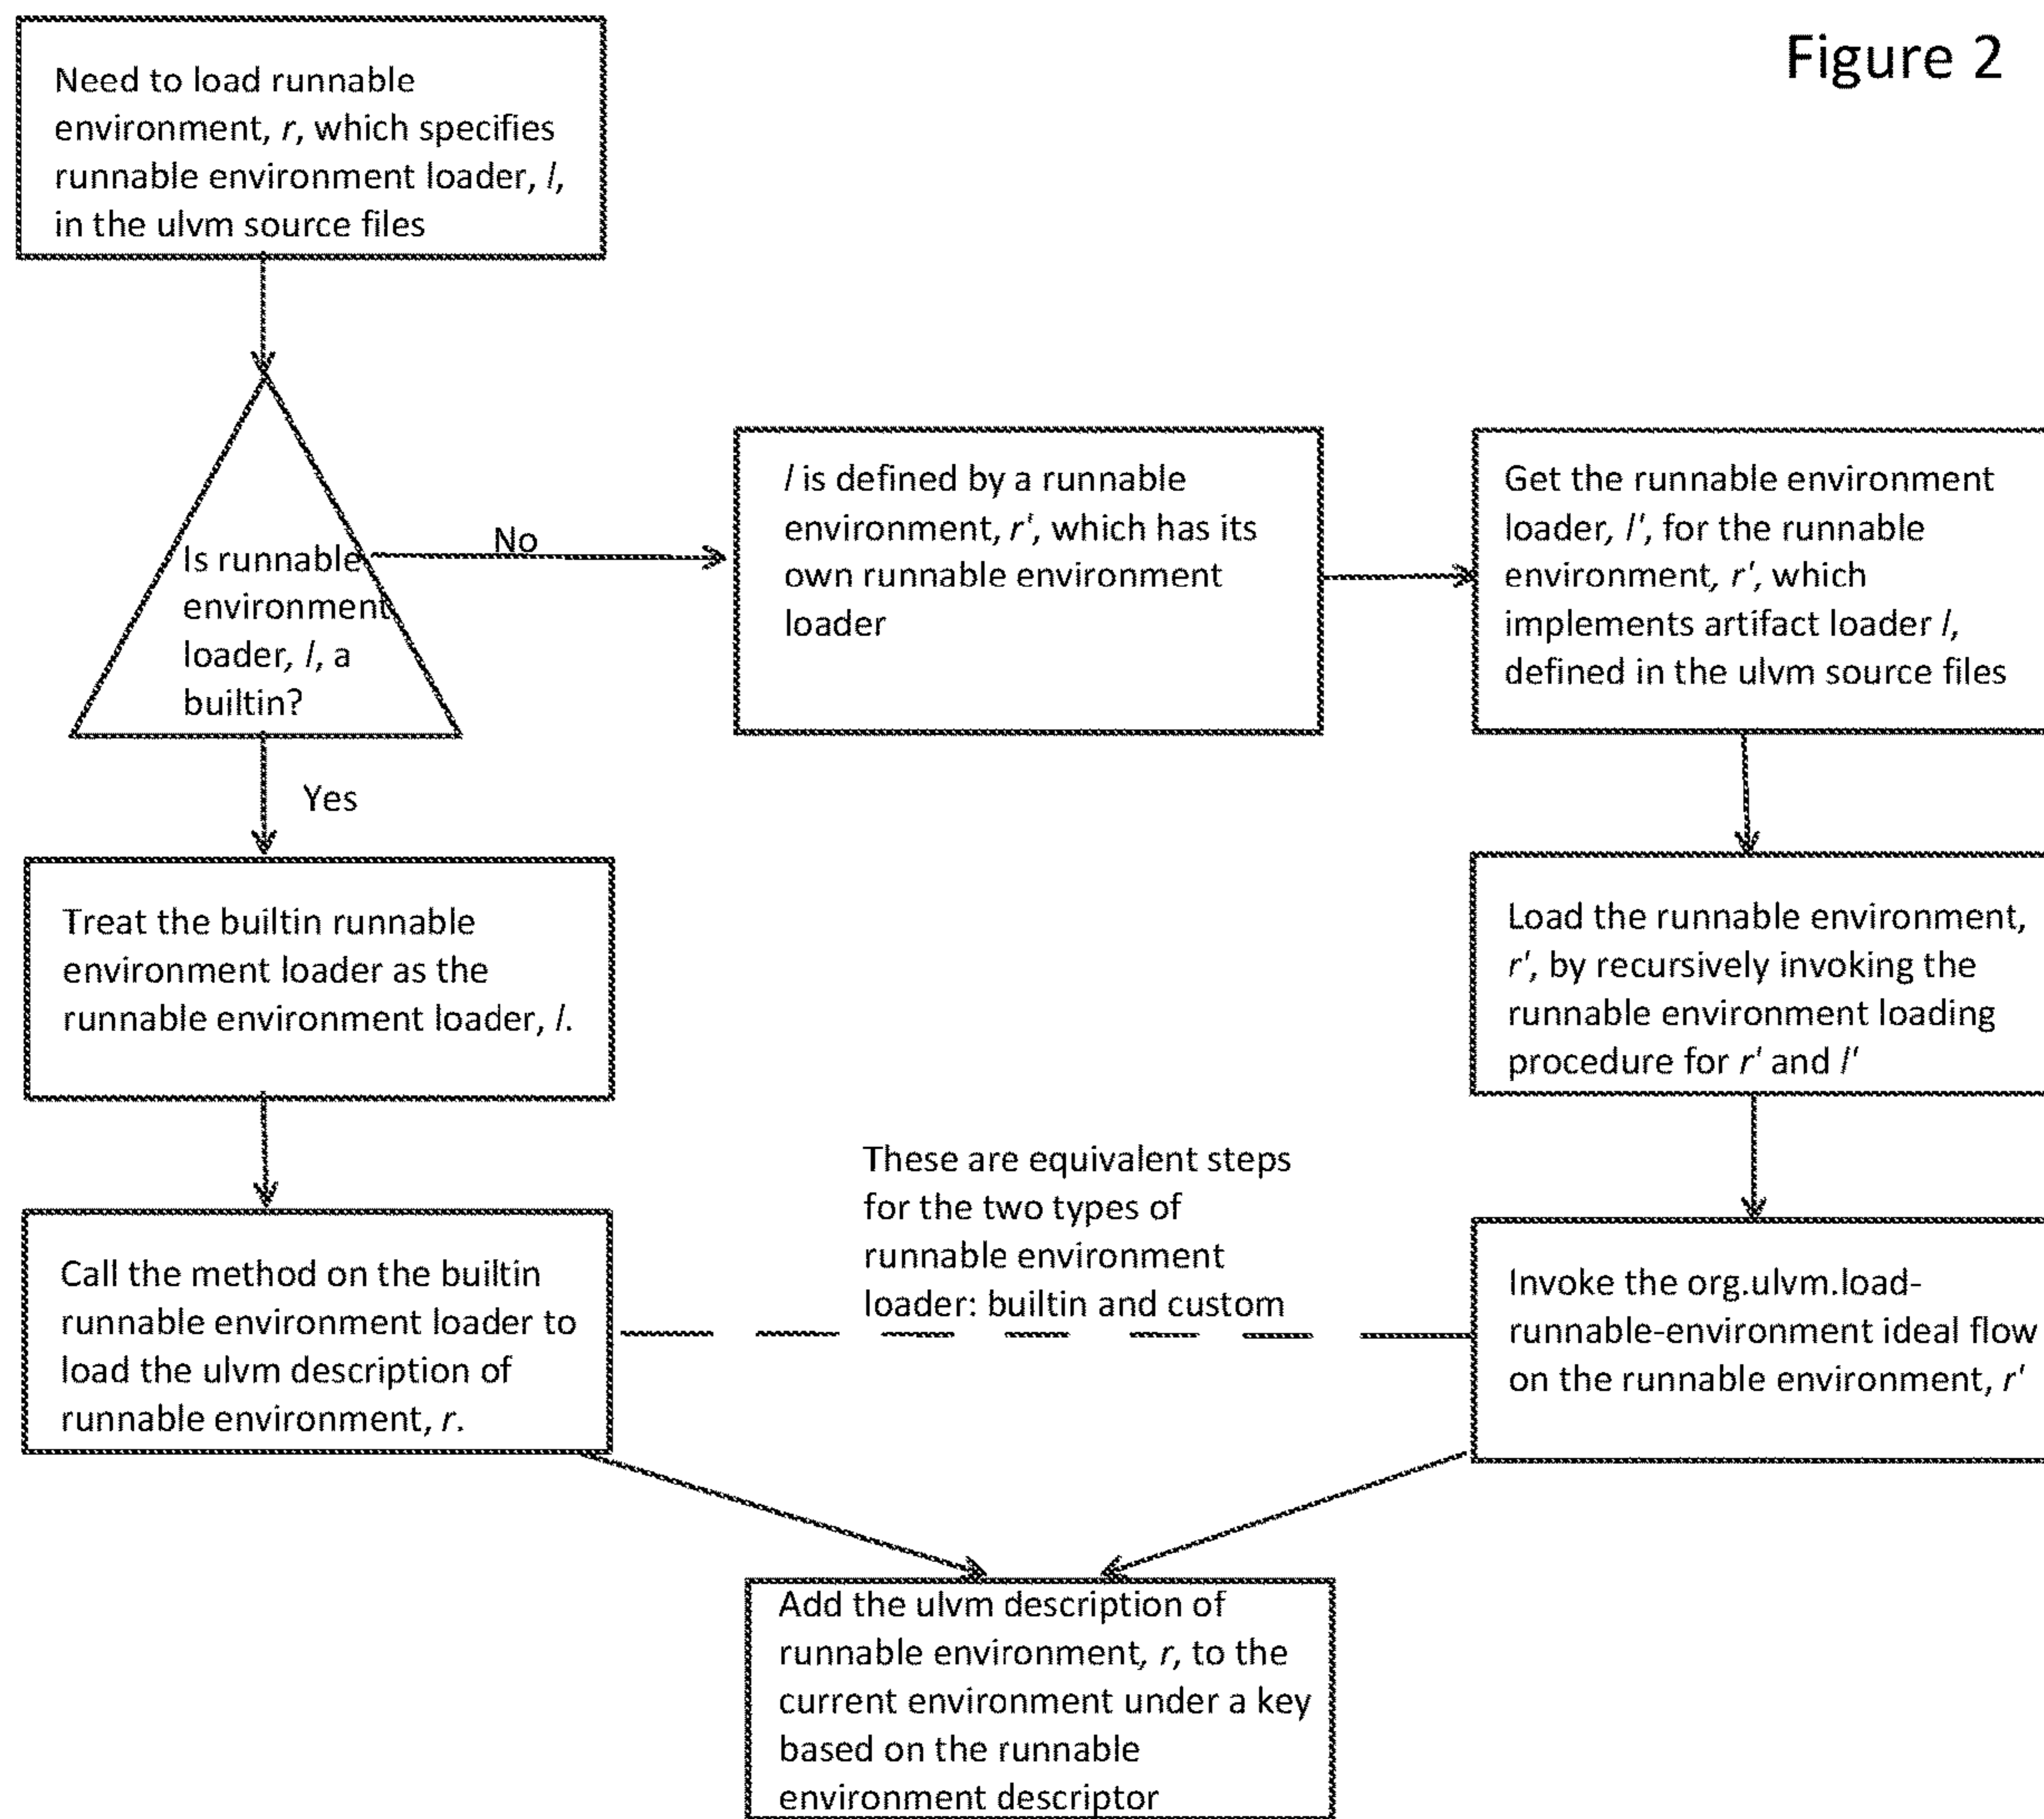 Figure 2
Need to load runnable
environment, r, which specifies
runnable environment loader, l,
in the ulvm source files
Is runnable
environment
loader, l, a
builtin?
No
l is defined by a runnable
environment, r', which has its
own runnable environment
loader
Get the runnable environment
loader, l', for the runnable
environment, r', which
implements artifact loader l,
defined in the ulvm source files
Yes
Treat the builtin runnable
environment loader as the
runnable environment loader, l.
Load the runnable environment,
r', by recursively invoking the
runnable environment loading
procedure for r' and l'
These are equivalent steps
for the two types of
runnable environment
loader: builtin and custom
Call the method on the builtin
runnable environment loader to
load the ulvm description of
runnable environment, r.
Invoke the org.ulvm.load-
runnable-environment ideal flow
on the runnable environment, r'
Add the ulvm description of
runnable environment, r, to the
current environment under a key
based on the runnable
environment descriptor